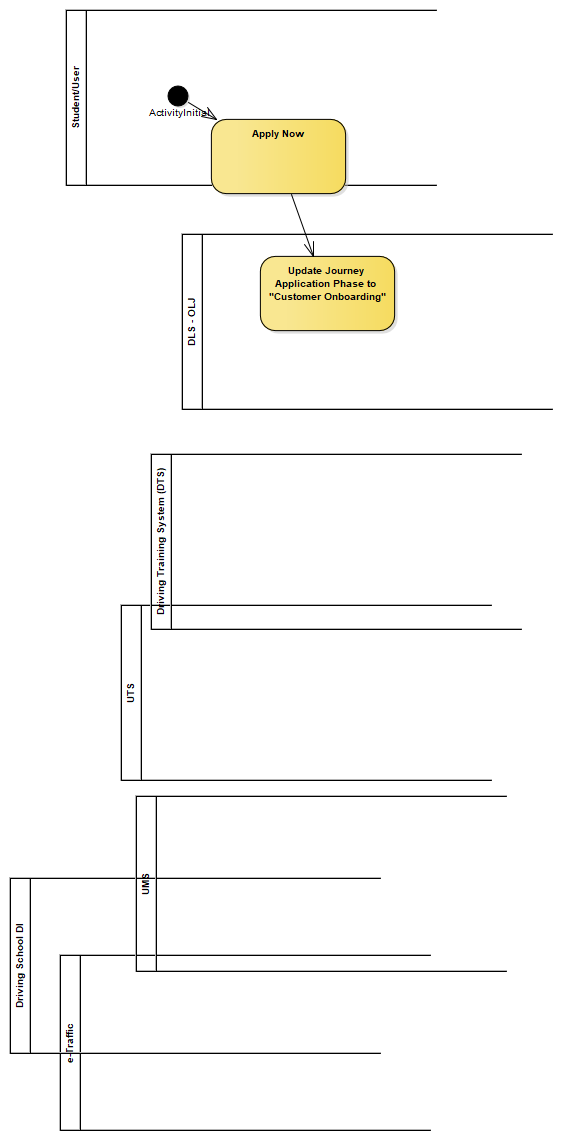 Student/User
ActivityInitial
Apply Now
DLS - OLJ
Update Journey
Application Phase to
"Customer Onboarding"
Driving Training System (DTS)
UTS
UMS
Driving School DI
e-Traffic